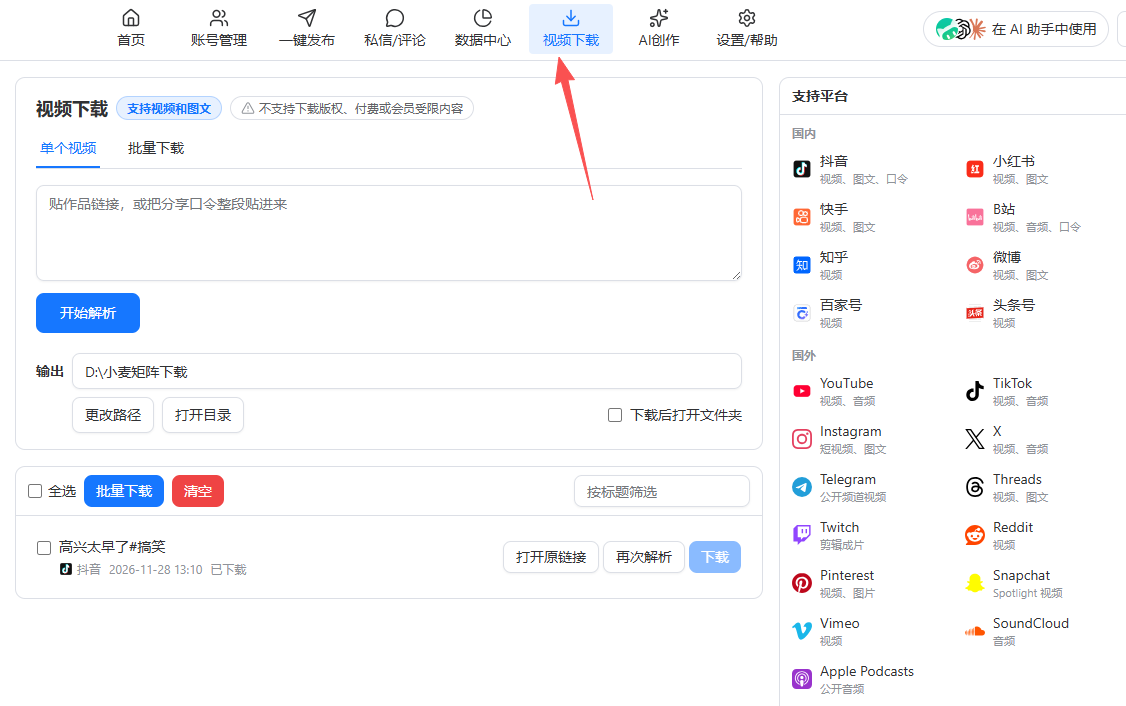 首页
账号管理
一键发布
私信/评论
数据中心
视频下载
AI创作
设置/帮助
在 AI 助手中使用
视频下载
支持视频和图文
不支持下载版权、付费或会员受限内容
单个视频
批量下载
贴作品链接，或把分享口令整段贴进来
开始解析
输出
D:\小麦矩阵下载
更改路径
打开目录
下载后打开文件夹
全选
批量下载
清空
按标题筛选
高兴太早了#搞笑
抖音 2026-11-28 13:10 已下载
打开原链接
再次解析
下载
支持平台
国内
抖音
视频、图文、口令
小红书
视频、图文
快手
视频、图文
B站
视频、音频、口令
知乎
视频
微博
视频、图文
百家号
视频
头条号
视频
国外
YouTube
视频、音频
TikTok
视频、音频
Instagram
短视频、图文
X
视频、音频
Telegram
公开频道视频
Threads
视频、图文
Twitch
剪辑成片
Reddit
视频
Pinterest
视频、图片
Snapchat
Spotlight 视频
Vimeo
视频
SoundCloud
音频
Apple Podcasts
公开音频